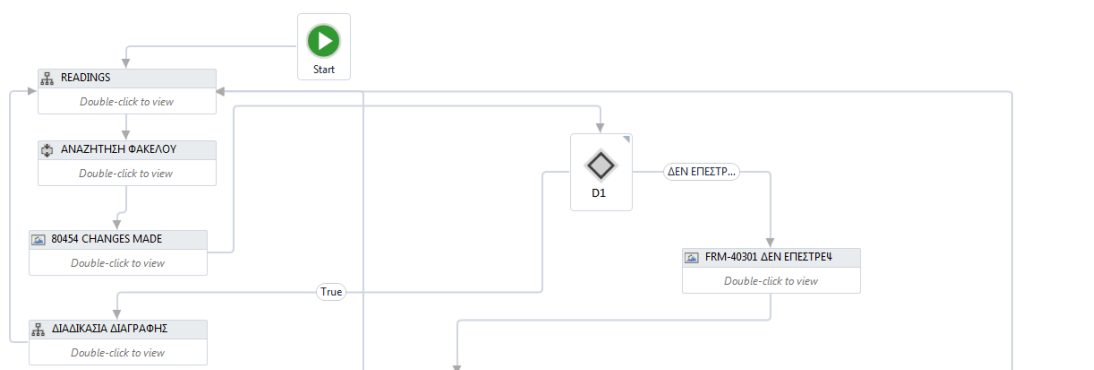 Start
READINGS
Double-click to view
ΑΝΑΖΗΤΗΣΗ ΦΑΚΕΛΟΥ
Double-click to view
D1
ΔΕΝ ΕΠΕΣΤΡ...
80454 CHANGES MADE
Double-click to view
FRM-40301 ΔΕΝ ΕΠΕΣΤΡΕΨ
Double-click to view
True
ΔΙΑΔΙΚΑΣΙΑ ΔΙΑΓΡΑΦΗΣ
Double-click to view